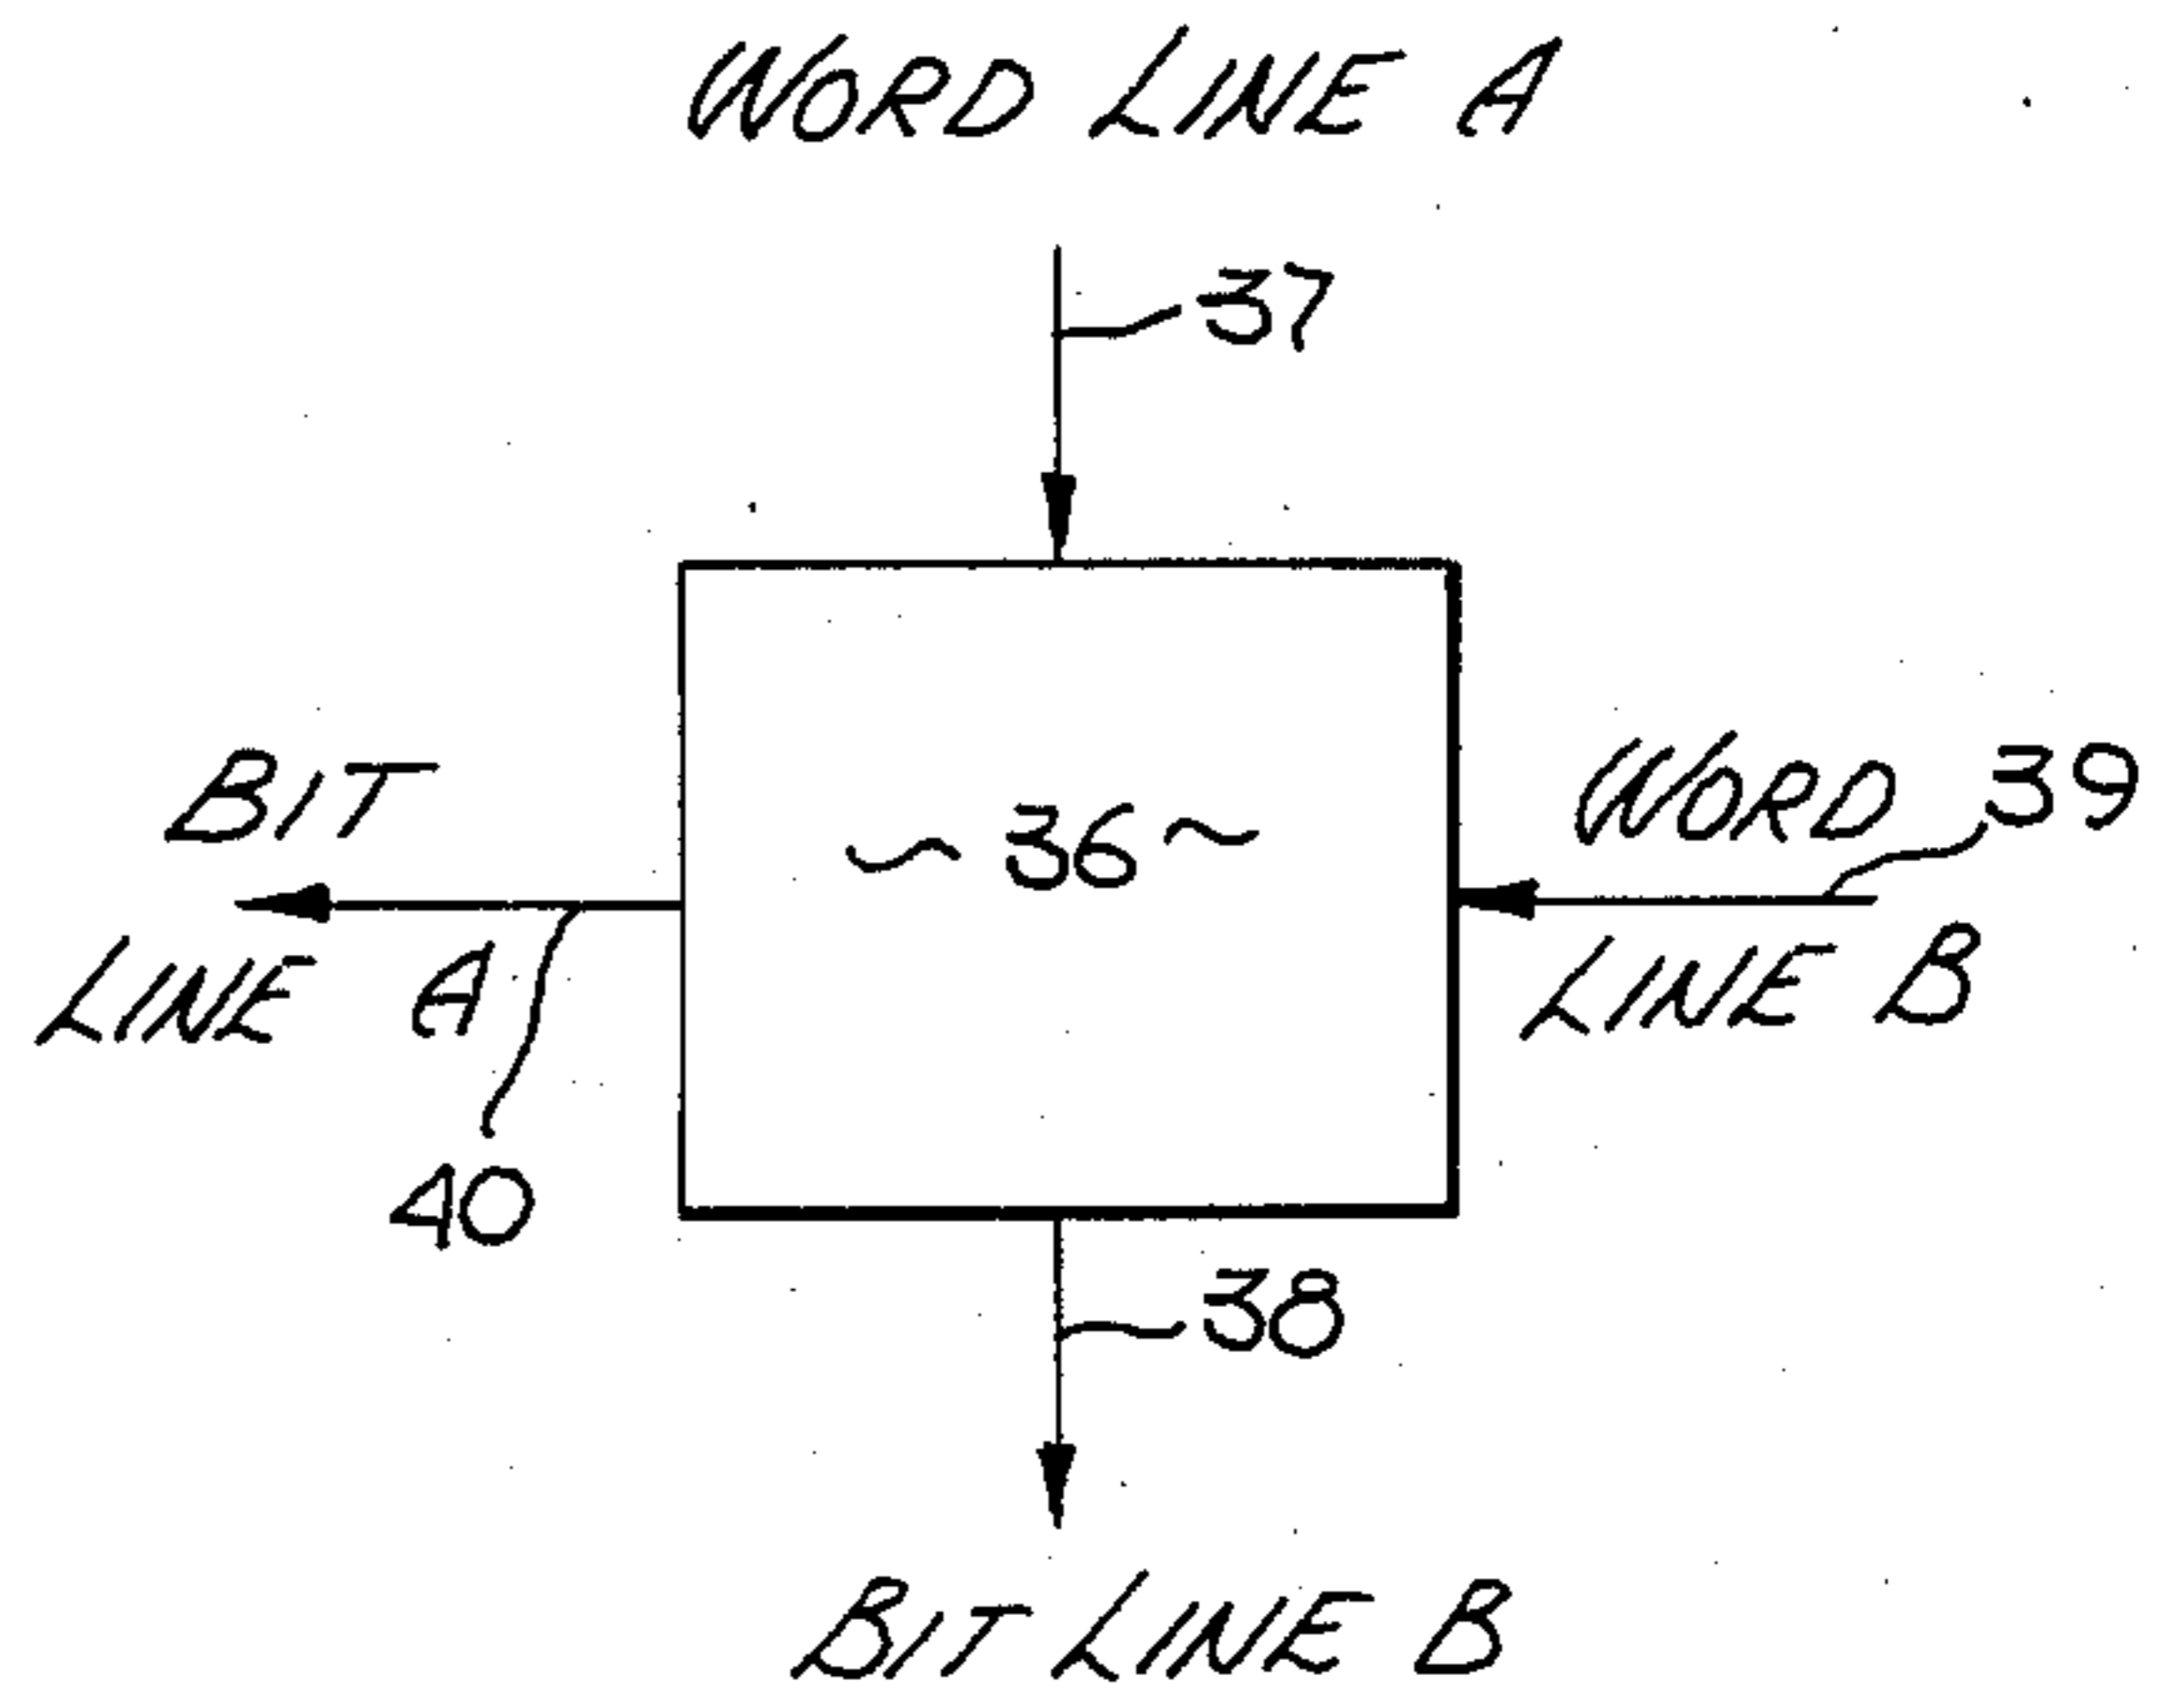 WORD LINE A
37
BIT
LINE A
~ 36 ~
WORD 39
LINE B
40
38
BIT LINE B